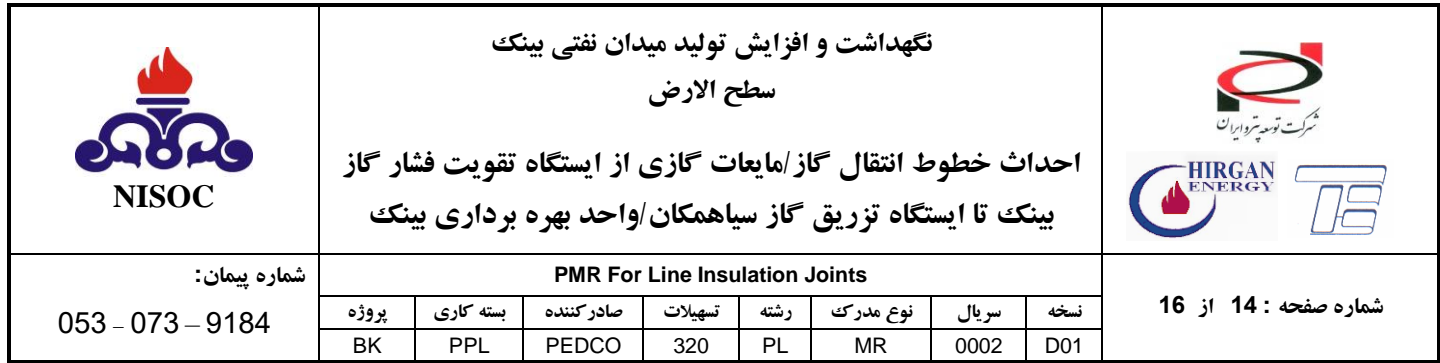 نگهداشت و افزایش تولید میدان نفتی بینک
سطح الارض
احداث خطوط انتقال گاز/مایعات گازی از ایستگاه تقویت فشار گاز
بینک تا ایستگاه تزریق گاز سیاهمکان/واحد بهره برداری بینک
NISOC
شرکت توسعه پتروایران
HIRGAN
ENERGY
شماره پیمان:
053 – 073 – 9184
PMR For Line Insulation Joints
پروژه بسته کاری صادرکننده تسهیلات رشته نوع مدرک سریال نسخه
BK PPL PEDCO 320 PL MR 0002 D01
شماره صفحه : 14 از 16